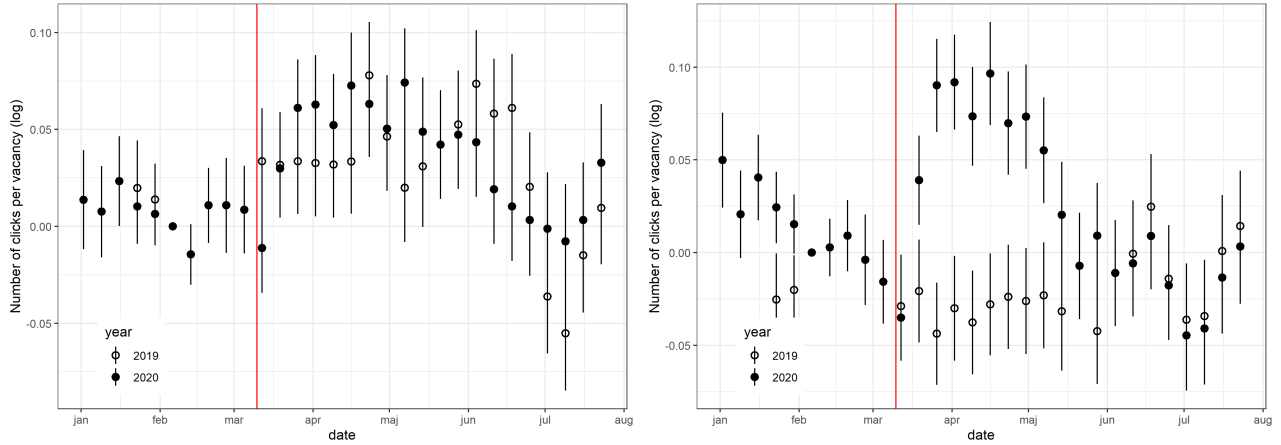 Number of clicks per vacancy (log)
0.10
0.05
0.00
-0.05
year
2019
2020
jan feb mar apr maj jun jul aug
date
Number of clicks per vacancy (log)
0.10
0.05
0.00
-0.05
year
2019
2020
jan feb mar apr maj jun jul aug
date